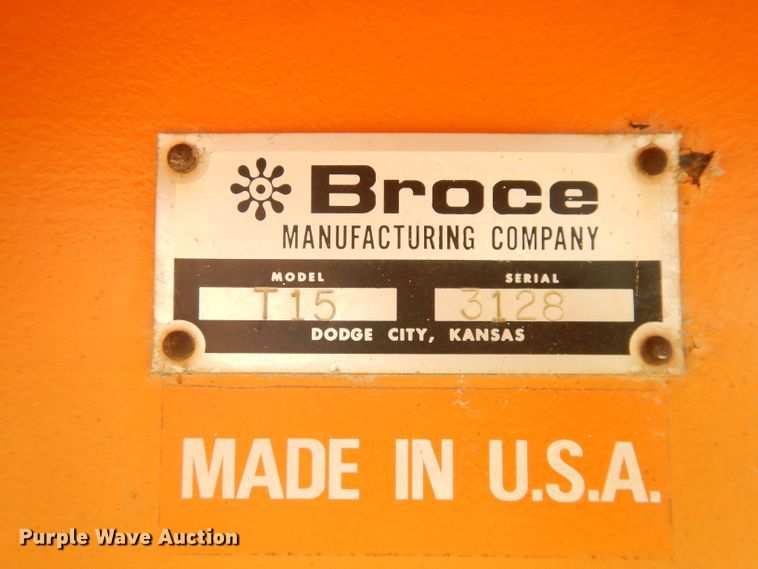 Broce
MANUFACTURING COMPANY
MODEL SERIAL
T15 3128
DODGE CITY, KANSAS
MADE IN U.S.A.
Purple Wave Auction